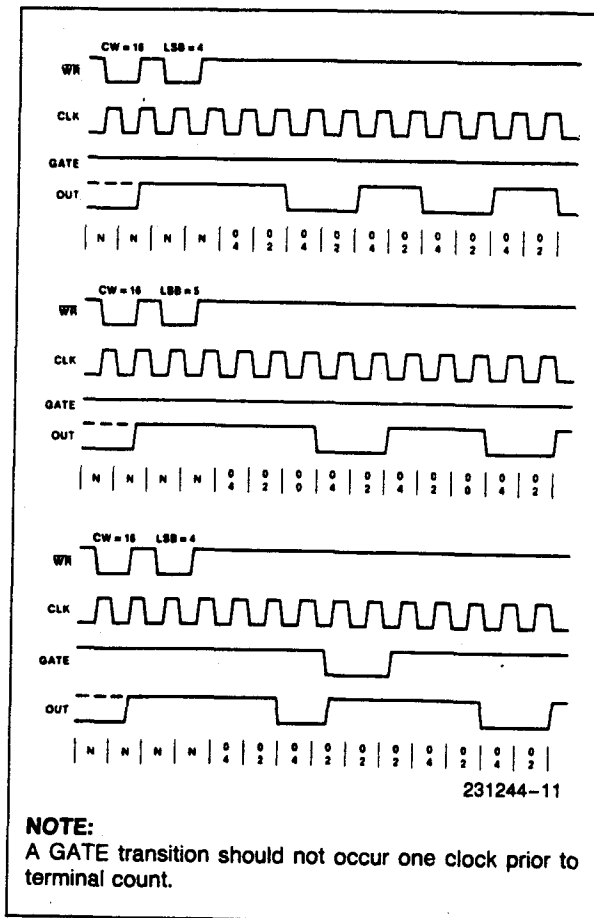 CW = 16 LSB = 4
WR
CLK
GATE
OUT
N N N N 0 0 0 0 0 0 0 0 0 0
4 2 4 2 4 2 4 2 4 2
CW = 16 LSB = 5
WR
CLK
GATE
OUT
N N N N 0 0 0 0 0 0 0 0 0 0
4 2 0 4 2 4 2 0 4 2
CW = 16 LSB = 4
WR
CLK
GATE
OUT
N N N N 0 0 0 0 0 0 0 0 0 0
4 2 4 2 2 2 4 2 4 2
231244-11
NOTE:
A GATE transition should not occur one clock prior to
terminal count.